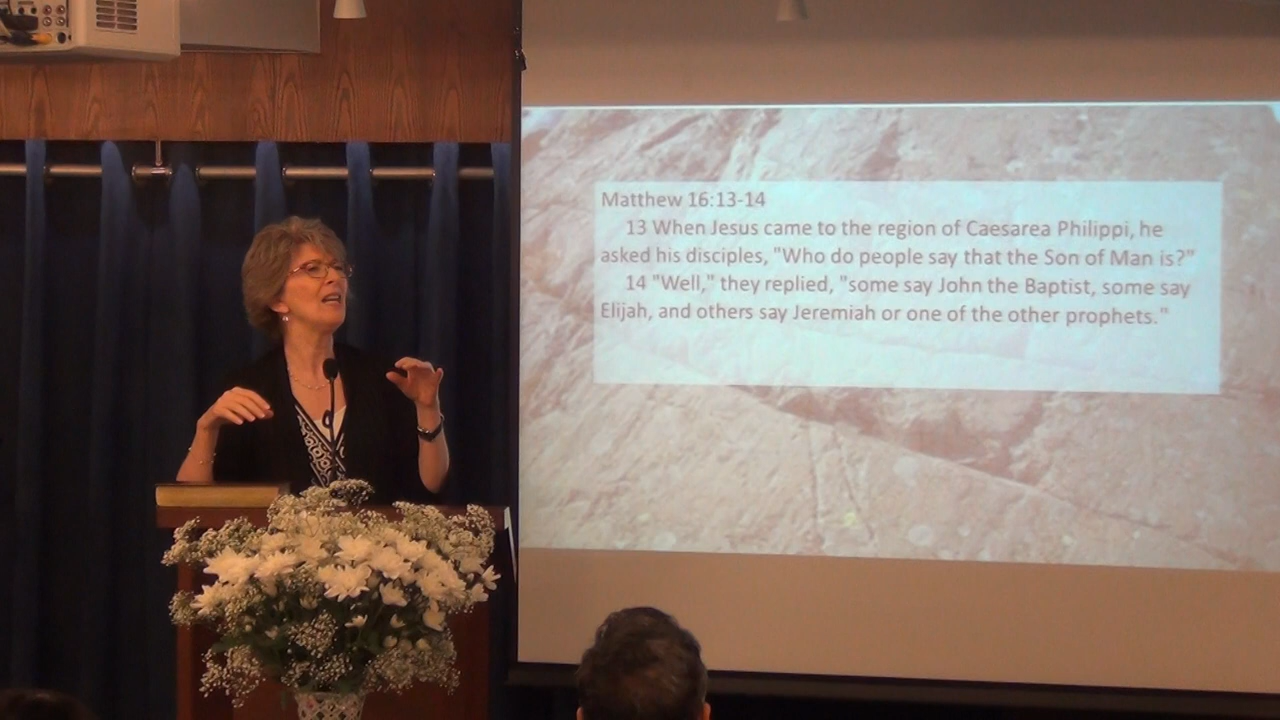 Matthew 16:13-14
13 When Jesus came to the region of Caesarea Philippi, he
asked his disciples, "Who do people say that the Son of Man is?"
14 "Well," they replied, "some say John the Baptist, some say
Elijah, and others say Jeremiah or one of the other prophets."